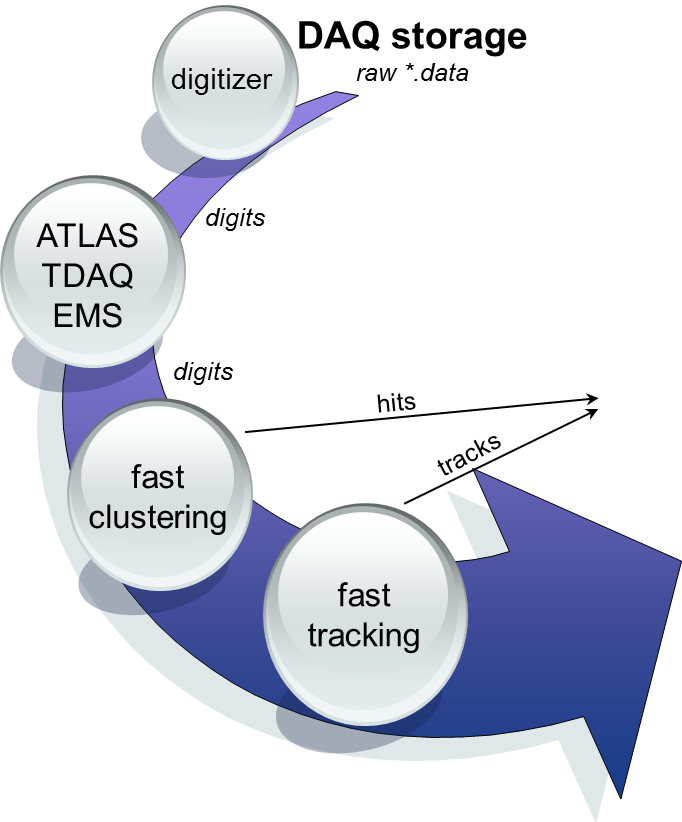 DAQ storage
raw *.data
digitizer
digits
ATLAS
TDAQ
EMS
digits
hits
tracks
fast
clustering
fast
tracking